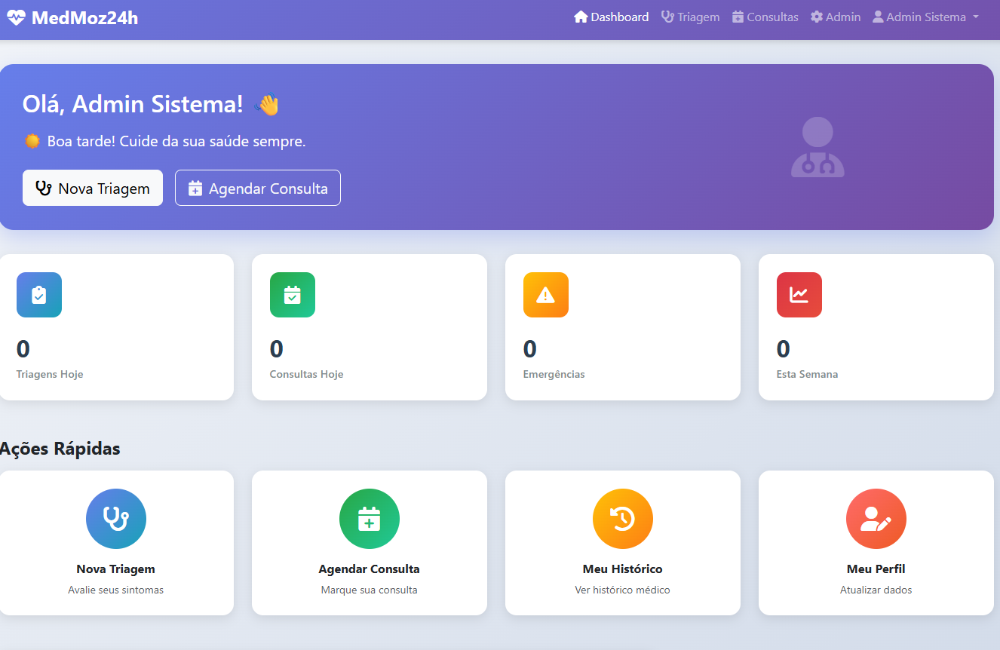 MedMoz24h
Dashboard Triagem Consultas Admin Admin Sistema
Olá, Admin Sistema! 👋
Boa tarde! Cuide da sua saúde sempre.
Nova Triagem Agendar Consulta
0 0 0 0
Triagens Hoje Consultas Hoje Emergências Esta Semana
Ações Rápidas
Nova Triagem Agendar Consulta Meu Histórico Meu Perfil
Avalie seus sintomas Marque sua consulta Ver histórico médico Atualizar dados